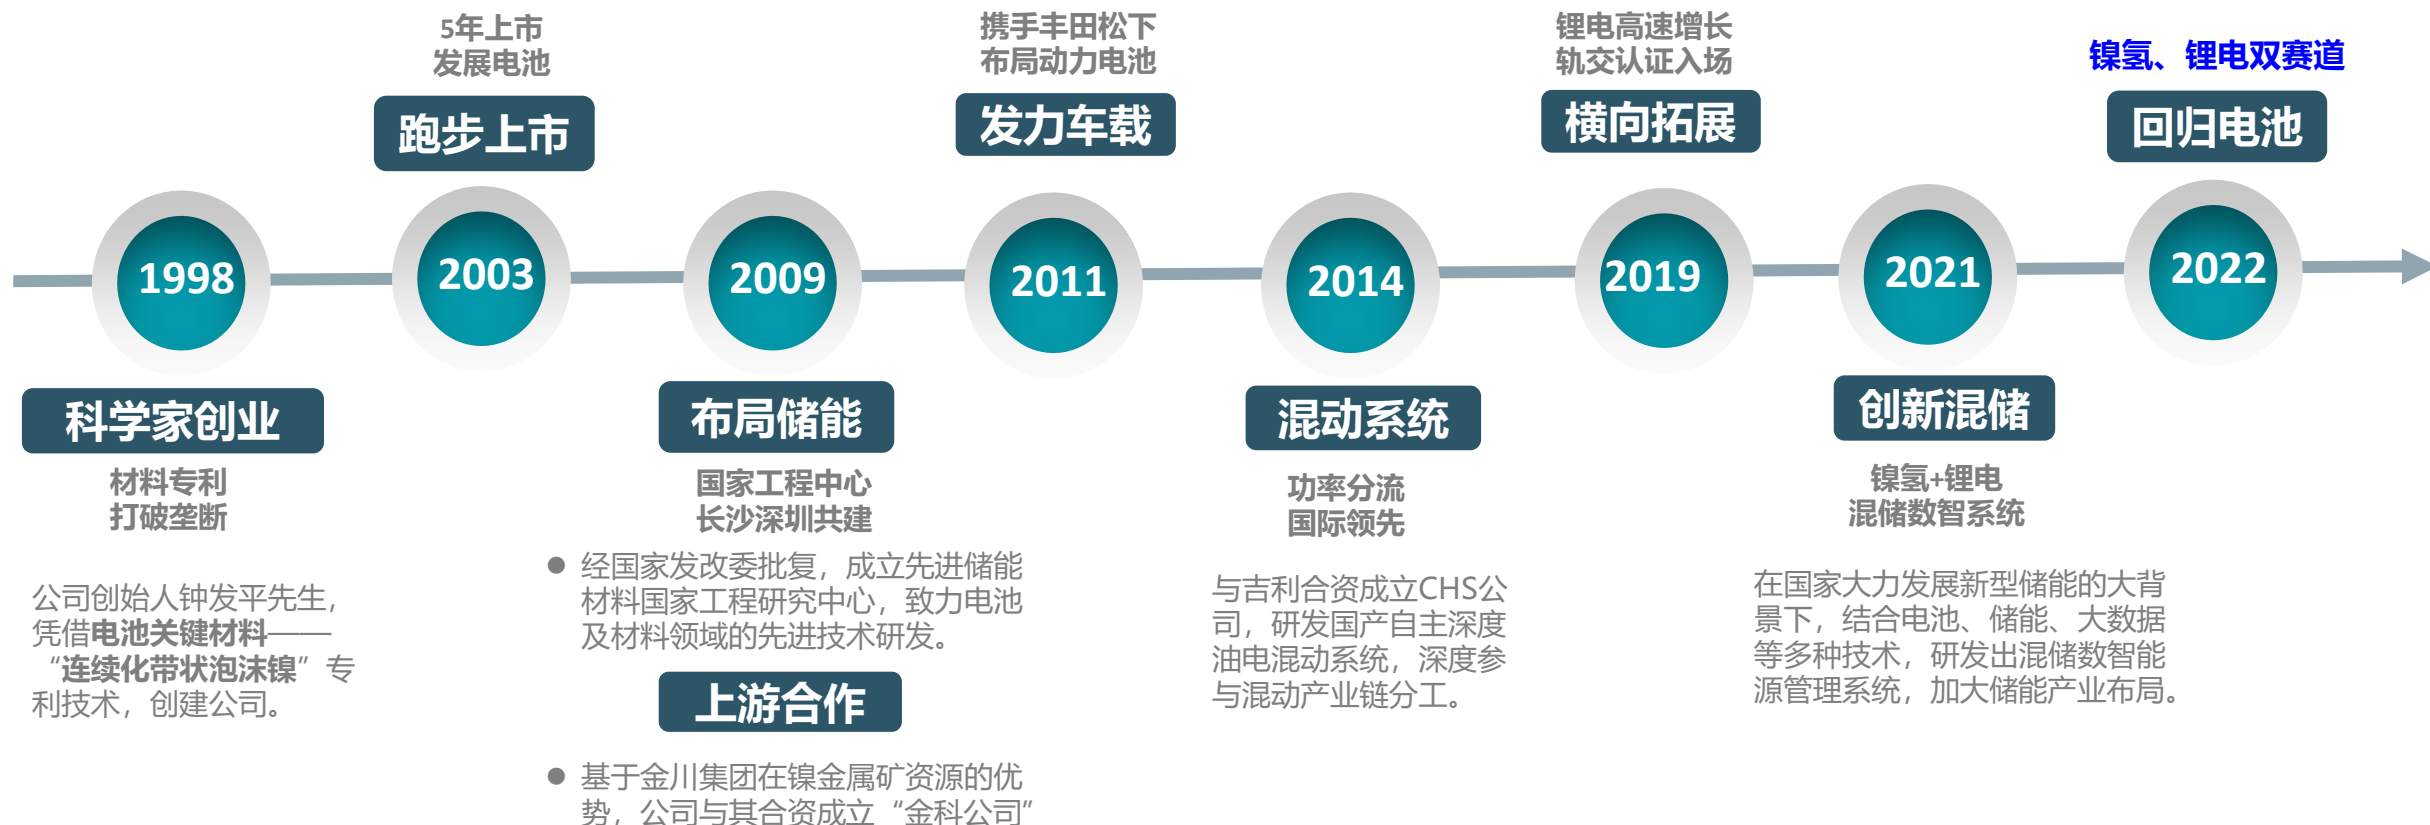 5年上市
发展电池
跑步上市
携手丰田松下
布局动力电池
发力车载
锂电高速增长
轨交认证入场
横向拓展
镍氢、锂电双赛道
回归电池
1998
2003
2009
2011
2014
2019
2021
2022
科学家创业
材料专利
打破垄断
公司创始人钟发平先生，
凭借电池关键材料——
“连续化带状泡沫镍”专
利技术，创建公司。
布局储能
国家工程中心
长沙深圳共建
● 经国家发改委批复，成立先进储能
材料国家工程研究中心，致力电池
及材料领域的先进技术研发。
上游合作
● 基于金川集团在镍金属矿资源的优
势，公司与其合资成立“金科公司”
混动系统
功率分流
国际领先
与吉利合资成立CHS公
司，研发国产自主深度
油电混动系统，深度参
与混动产业链分工。
创新混储
镍氢+锂电
混储数智系统
在国家大力发展新型储能的大背
景下，结合电池、储能、大数据
等多种技术，研发出混储数智能
源管理系统，加大储能产业布局。